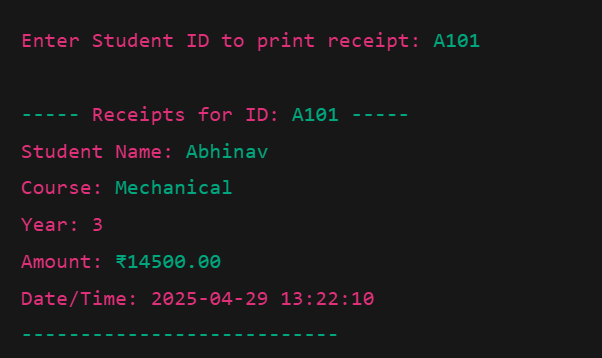 Enter Student ID to print receipt: A101
----- Receipts for ID: A101 -----
Student Name: Abhinav
Course: Mechanical
Year: 3
Amount: ₹14500.00
Date/Time: 2025-04-29 13:22:10
---------------------------